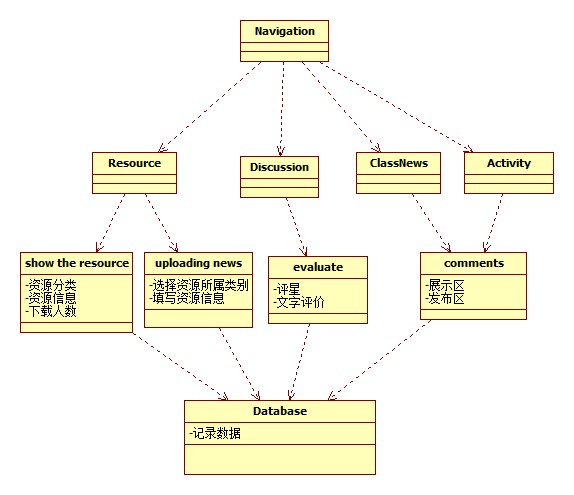 Navigation
Resource
Discussion
ClassNews
Activity
show the resource
-资源分类
-资源信息
-下载人数
uploading news
-选择资源所属类别
-填写资源信息
evaluate
-评星
-文字评价
comments
-展示区
-发布区
Database
-记录数据